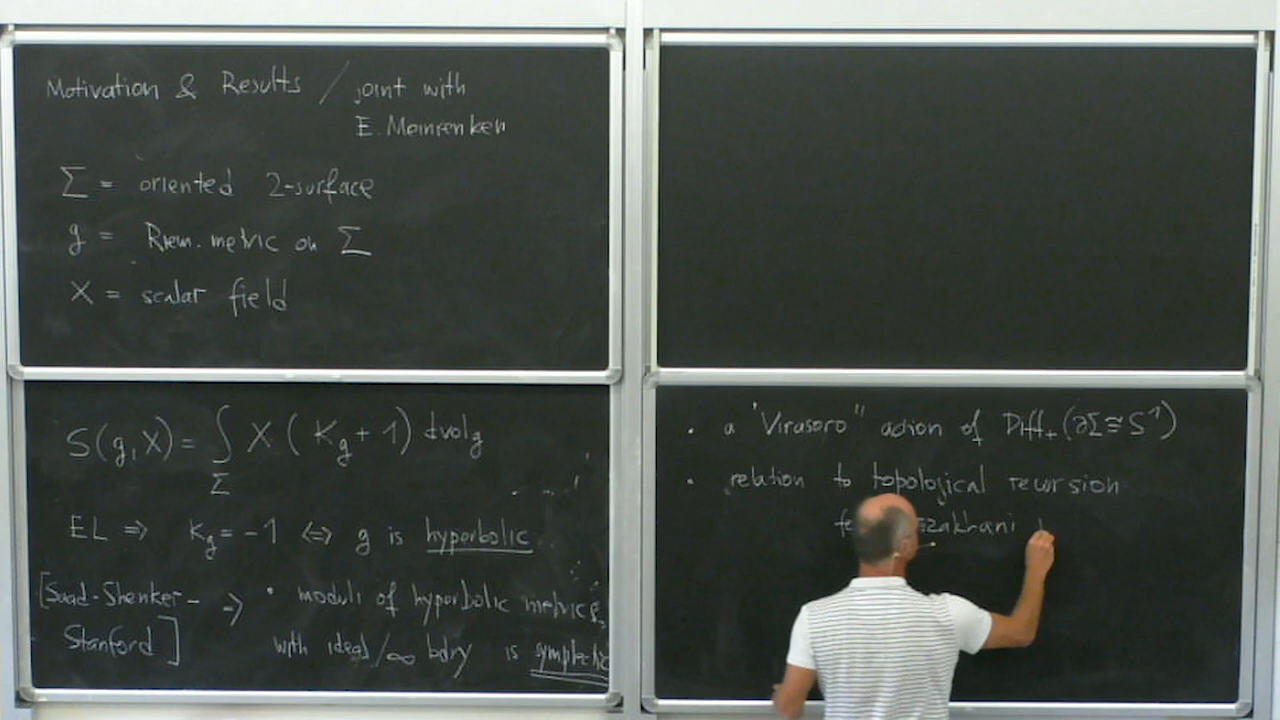 Motivation & Results / joint with
E. Meinrenken
Σ = oriented 2-surface
g = Riem. metric on Σ
X = scalar field
S(g,X) = ∫_Σ X (K_g + 1) dvol_g
EL ⇒ K_g = -1 ⇔ g is hyperbolic
[Saad-Shenker-Stanford] ⇒ • moduli of hyperbolic metrics,
with ideal/∞ bdry is symplectic
• a "Virasoro" action of Diff₊(∂Σ ≅ S¹)
• relation to topological recursion